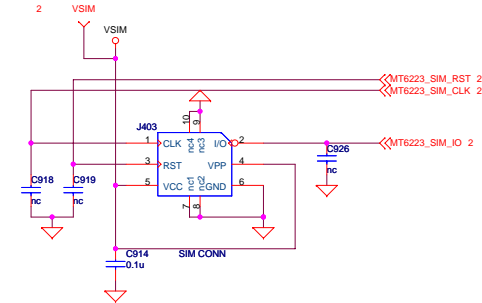 2 VSIM
VSIM
MT6223_SIM_RST 2
MT6223_SIM_CLK 2
J403
10 9
nc4 nc3
1 CLK I/O 2
MT6223_SIM_IO 2
C926
nc
3 RST VPP 4
5 VCC GND 6
nc1 nc2
7 8
C918
nc
C919
nc
C914
0.1u
SIM CONN